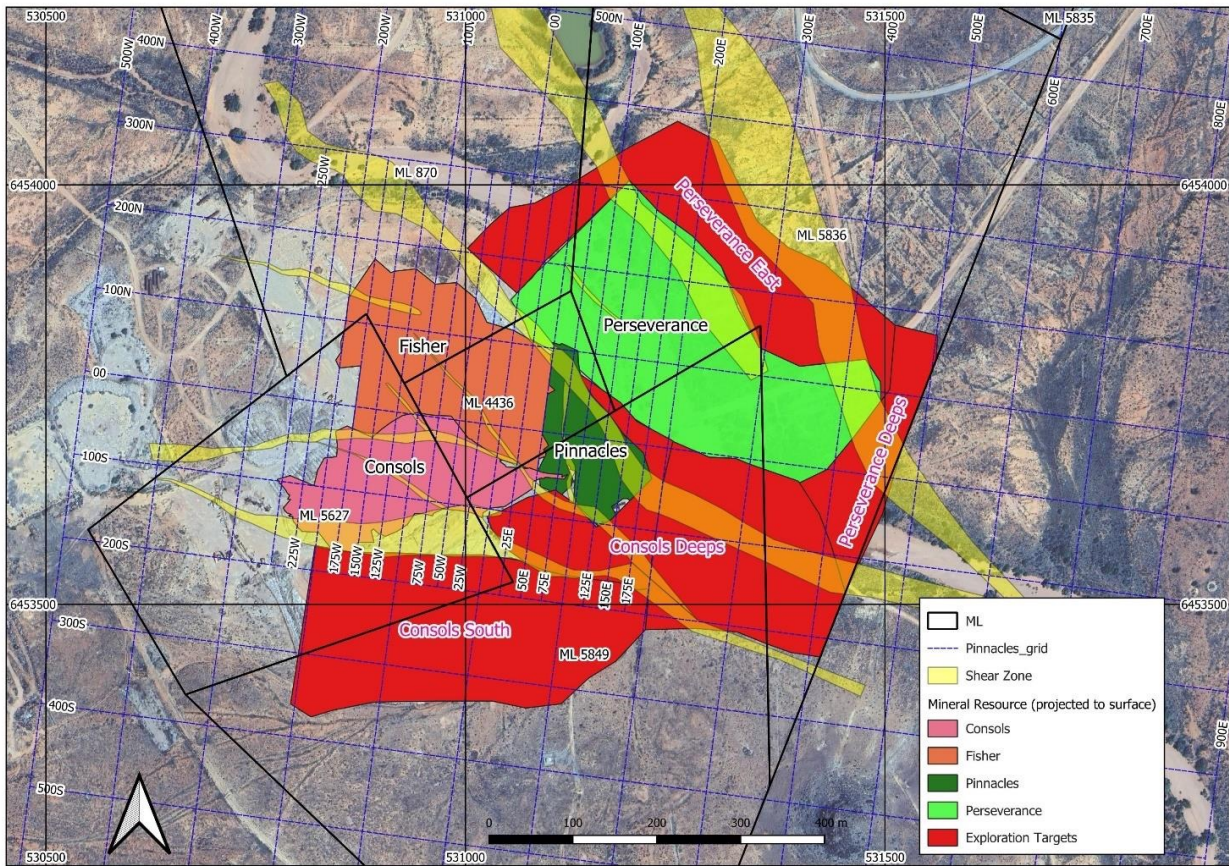 530500
531000
531500
ML 5835
400N
500W
400W
300W
200W
100W
00
500N
100E
200E
300E
400E
500E
600E
700E
800E
300N
250W
ML 870
6454000
6454000
200N
Perseverance East
ML 5836
100N
Fisher
Perseverance
00
ML 4436
100S
Consols
Pinnacles
Perseverance Deeps
ML 5627
200S
225W
175W
150W
125W
75W
50W
25W
25E
50E
75E
125E
150E
175E
Consols Deeps
6453500
6453500
300S
Consols South
ML 5849
400S
500S
900E
ML
Pinnacles_grid
Shear Zone
Mineral Resource (projected to surface)
Consols
Fisher
Pinnacles
Perseverance
Exploration Targets
0 100 200 300 400 m
530500
531000
531500